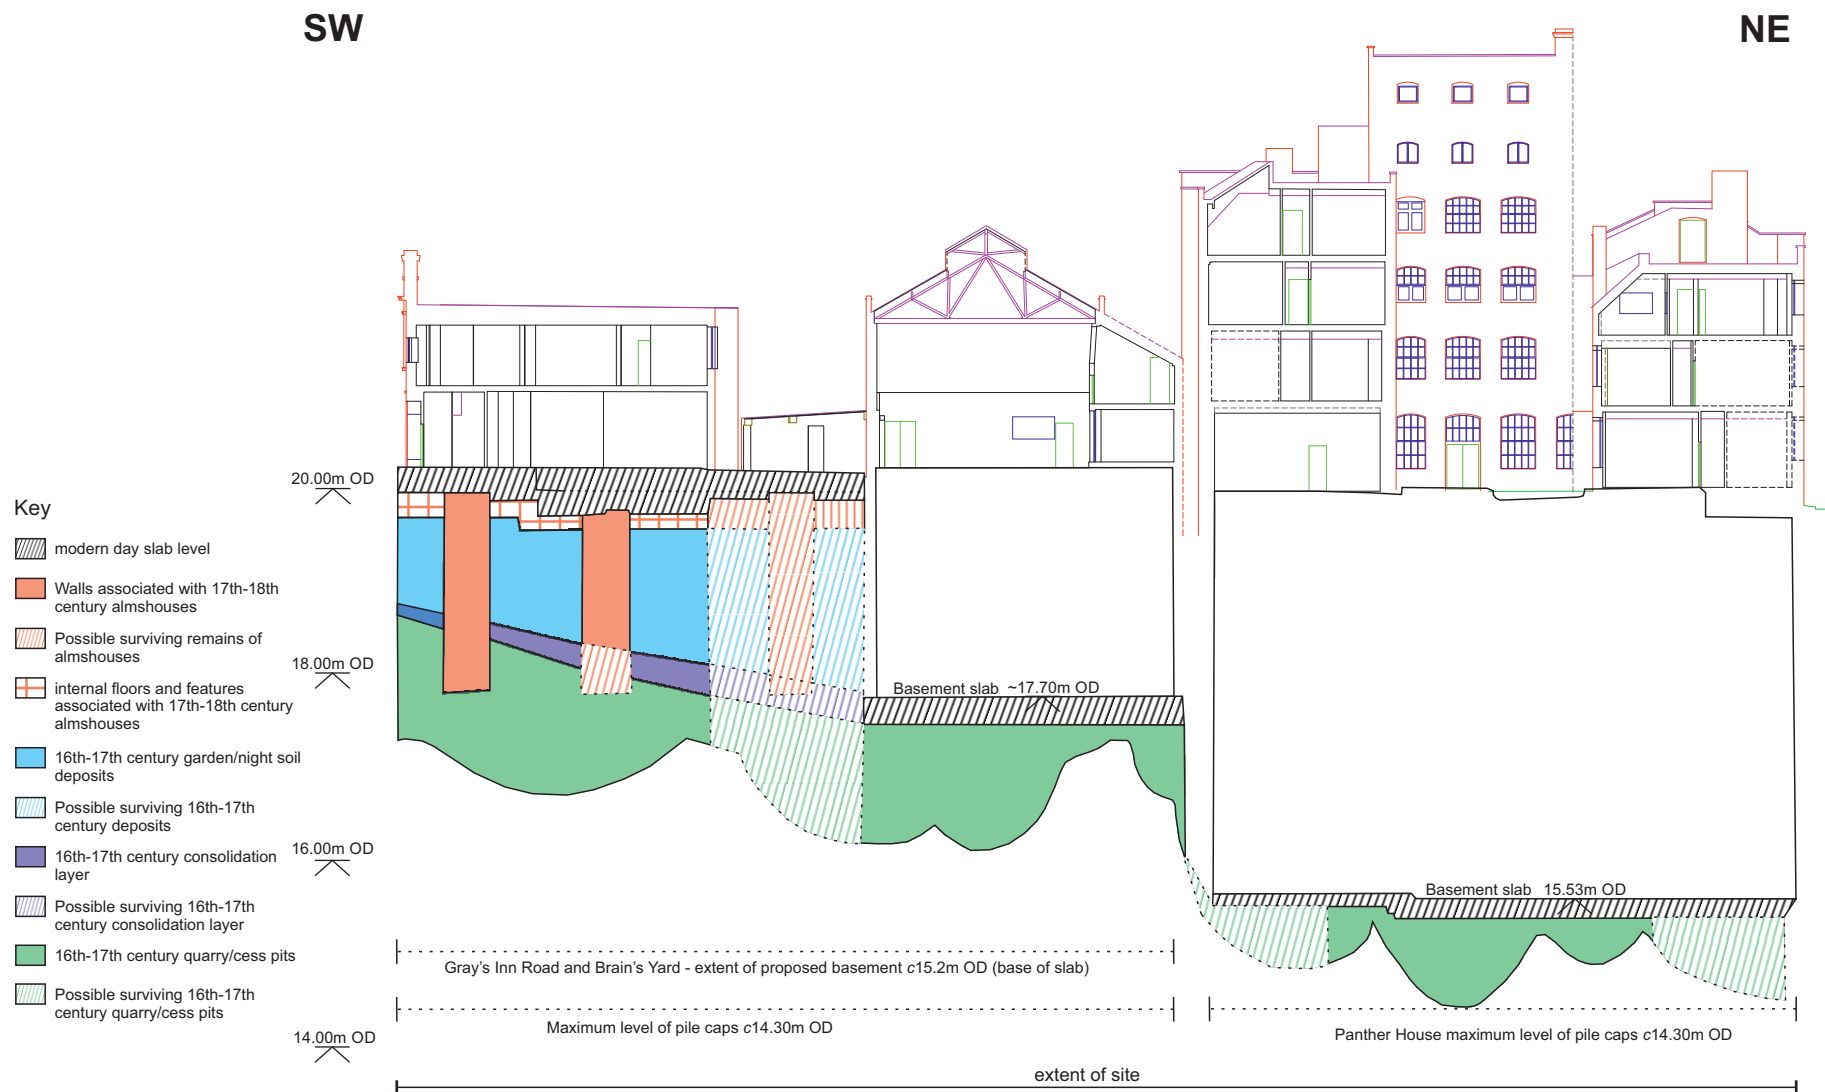 SW
NE
20.00m OD
Key
modern day slab level
Walls associated with 17th-18th
century almshouses
Possible surviving remains of
almshouses
internal floors and features
associated with 17th-18th century
almshouses
16th-17th century garden/night soil
deposits
Possible surviving 16th-17th
century deposits
16th-17th century consolidation
layer
Possible surviving 16th-17th
century consolidation layer
16th-17th century quarry/cess pits
Possible surviving 16th-17th
century quarry/cess pits
18.00m OD
16.00m OD
14.00m OD
Basement slab ~17.70m OD
Basement slab 15.53m OD
Gray's Inn Road and Brain's Yard - extent of proposed basement c15.2m OD (base of slab)
Maximum level of pile caps c14.30m OD
Panther House maximum level of pile caps c14.30m OD
extent of site